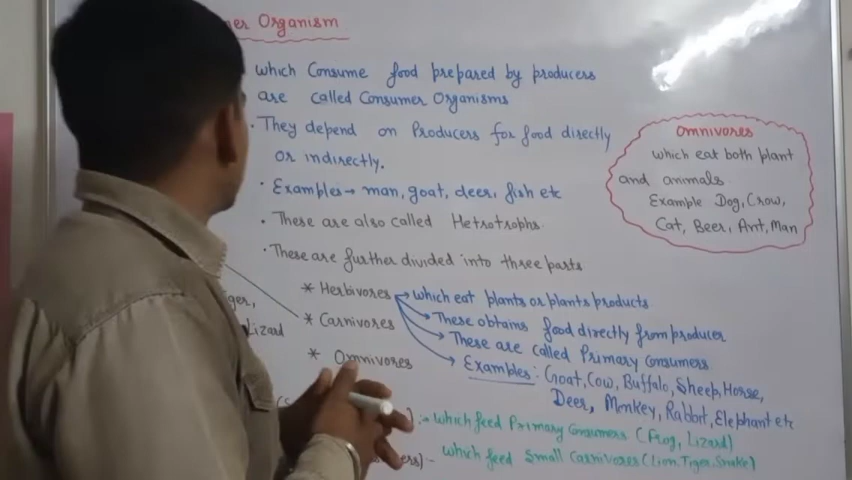 er Organism
which Consume food prepared by producers
are called Consumer Organisms
· They depend on Producers for food directly
or indirectly.
· Examples → man, goat, deer, fish etc
· These are also called Hetrotrophs.
· These are further divided into three parts
* Herbivores → which eat plants or plants products
These obtains food directly from producer
These are called Primary Consumers
Examples: Goat, Cow, Buffalo, Sheep, Horse,
Deer, Monkey, Rabbit, Elephant etc
* Carnivores
* Omnivores
iger,
Lizard
:- which feed Primary Consumers (Frog, Lizard)
ers) - which feed Small Carnivores (Lion, Tiger, Snake)
Omnivores
which eat both plant
and animals
Example Dog, Crow,
Cat, Beer, Ant, Man